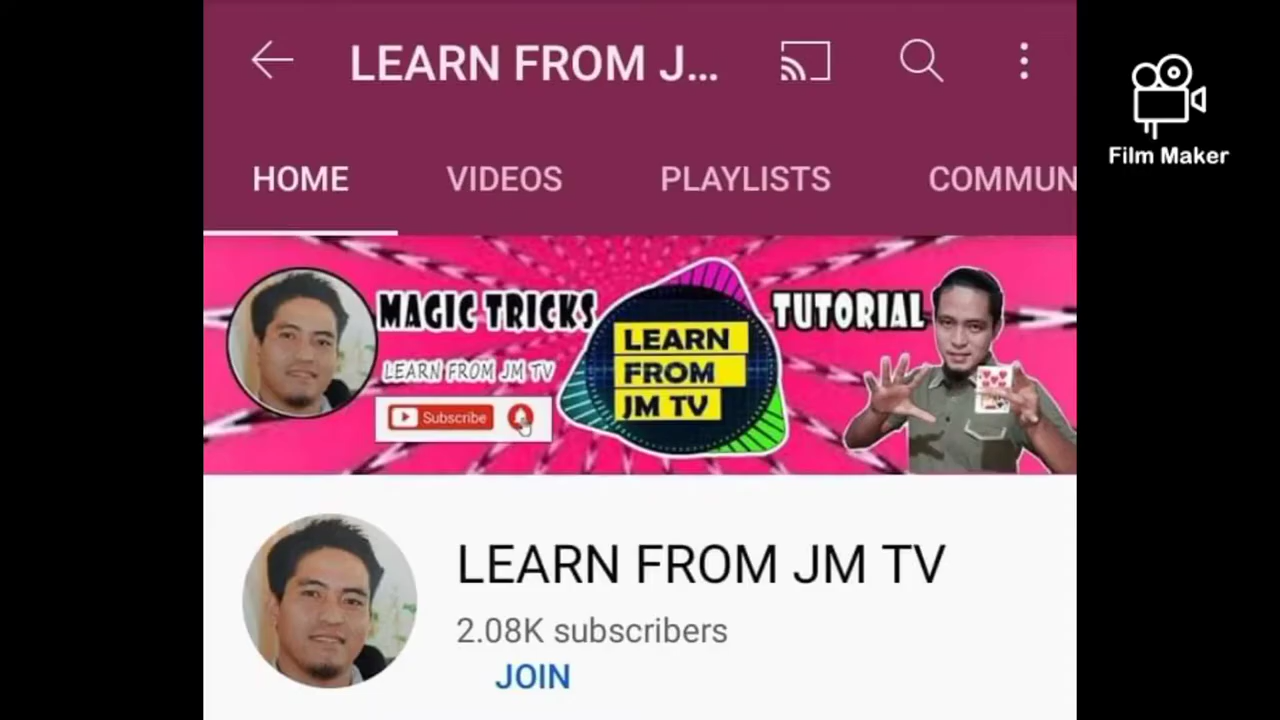 LEARN FROM J...
Film Maker
HOME VIDEOS PLAYLISTS COMMUN
MAGIC TRICKS
TUTORIAL
LEARN FROM JM TV
Subscribe
LEARN
FROM
JM TV
LEARN FROM JM TV
2.08K subscribers
JOIN